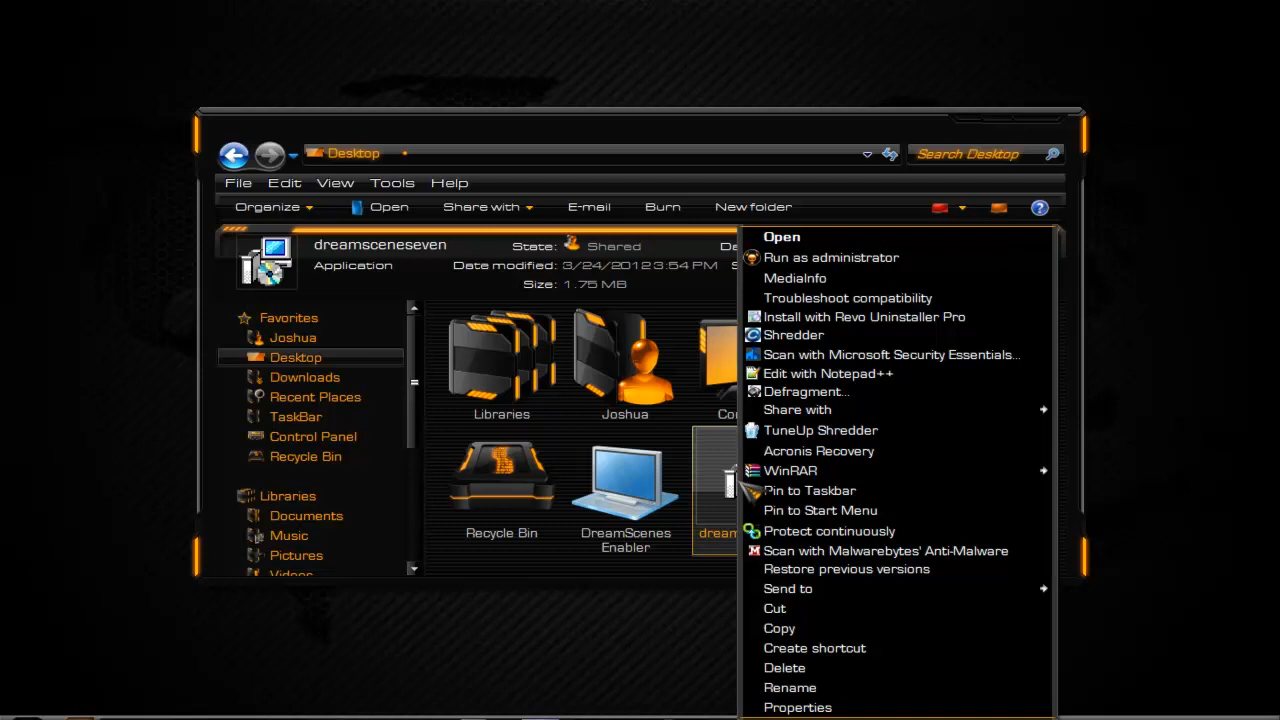 Desktop
Search Desktop
File Edit View Tools Help
Organize Open Share with E-mail Burn New folder
dreamsceneseven State: Shared
Application Date modified: 3/24/2012 3:54 PM
Size: 1.75 MB
Favorites
Joshua
Desktop
Downloads
Recent Places
TaskBar
Control Panel
Recycle Bin
Libraries
Documents
Music
Pictures
Videos
Libraries
Joshua
Recycle Bin
DreamScenes
Enabler
dream
Open
Run as administrator
MediaInfo
Troubleshoot compatibility
Install with Revo Uninstaller Pro
Shredder
Scan with Microsoft Security Essentials...
Edit with Notepad++
Defragment...
Share with
TuneUp Shredder
Acronis Recovery
WinRAR
Pin to Taskbar
Pin to Start Menu
Protect continuously
Scan with Malwarebytes' Anti-Malware
Restore previous versions
Send to
Cut
Copy
Create shortcut
Delete
Rename
Properties